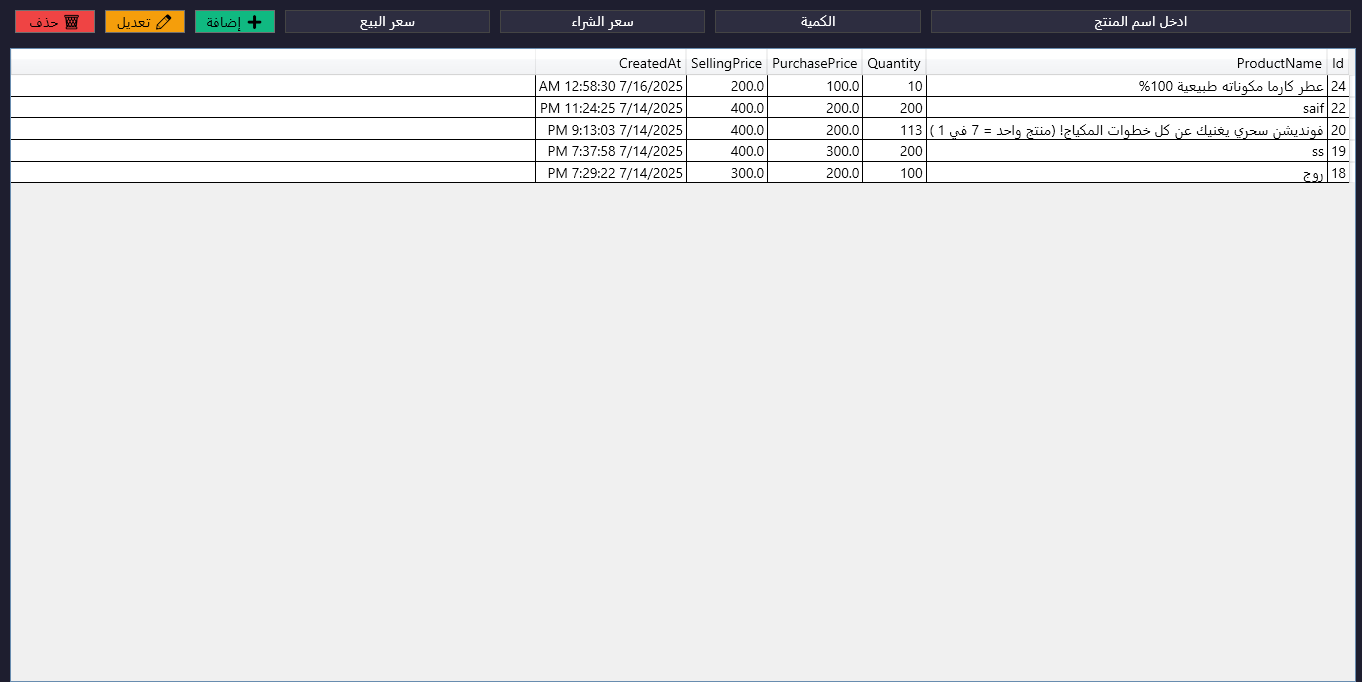 ادخل اسم المنتج الكمية سعر الشراء سعر البيع إضافة تعديل حذف
Id ProductName Quantity PurchasePrice SellingPrice CreatedAt
24 عطر كارما مكوناته طبيعية 100% 10 100.0 200.0 7/16/2025 12:58:30 AM
22 saif 200 200.0 400.0 7/14/2025 11:24:25 PM
20 فونديشن سحري يغنيك عن كل خطوات المكياج! (منتج واحد = 7 في 1 ) 113 200.0 400.0 7/14/2025 9:13:03 PM
19 ss 200 300.0 400.0 7/14/2025 7:37:58 PM
18 روج 100 200.0 300.0 7/14/2025 7:29:22 PM